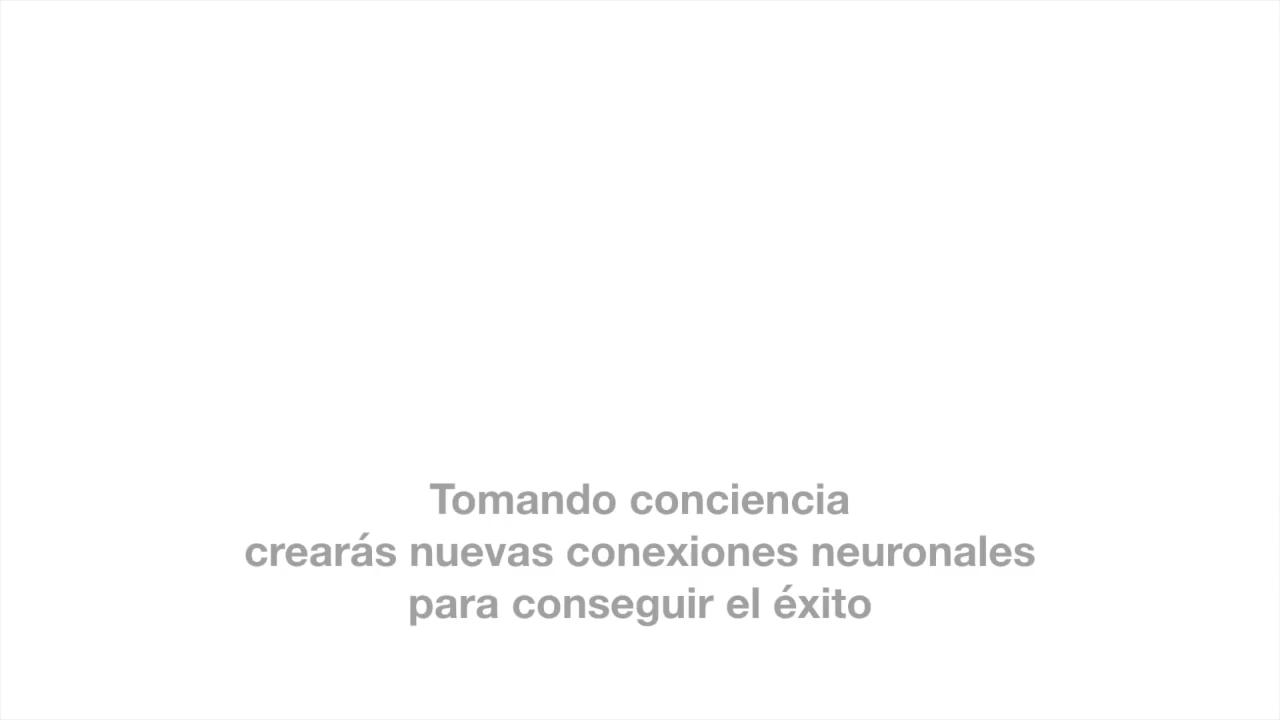 Tomando conciencia
crearás nuevas conexiones neuronales
para conseguir el éxito